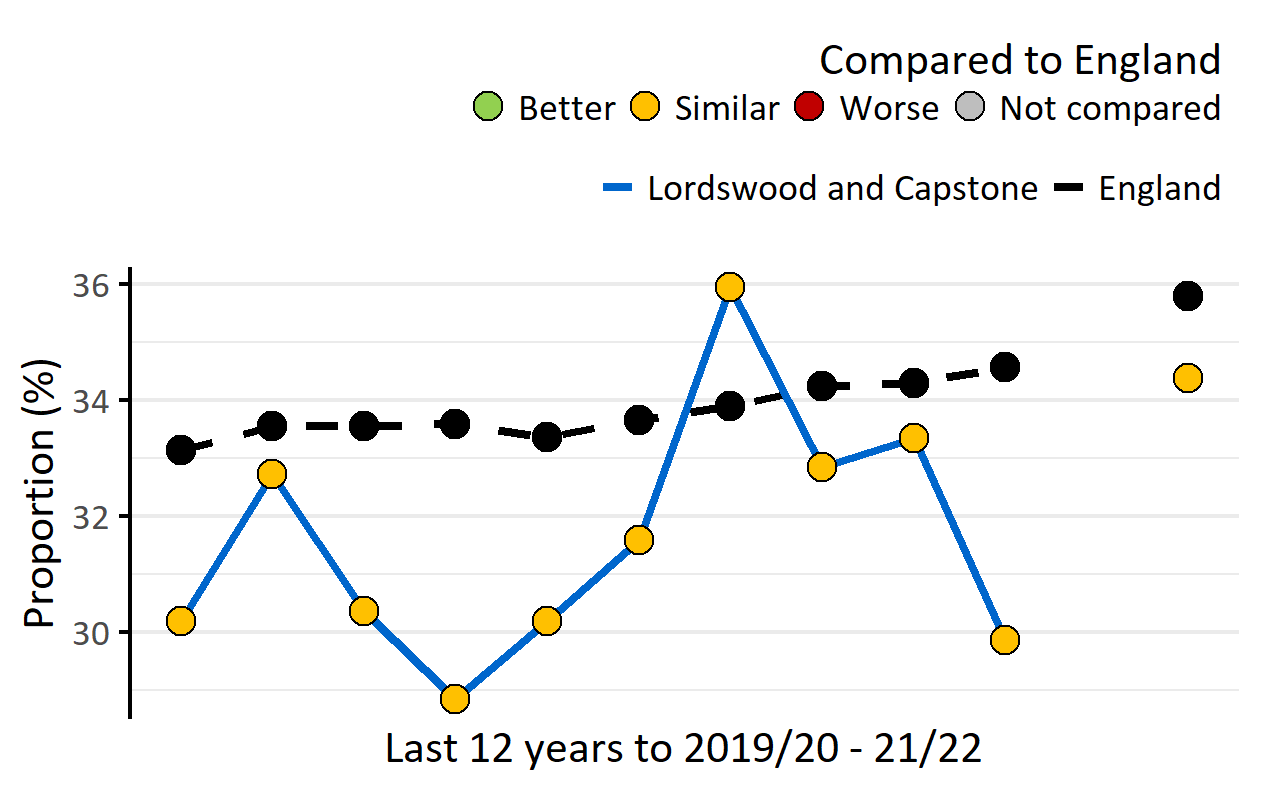 Compared to England
Better Similar Worse Not compared
Lordswood and Capstone England
36
34
32
30
Proportion (%)
Last 12 years to 2019/20 - 21/22